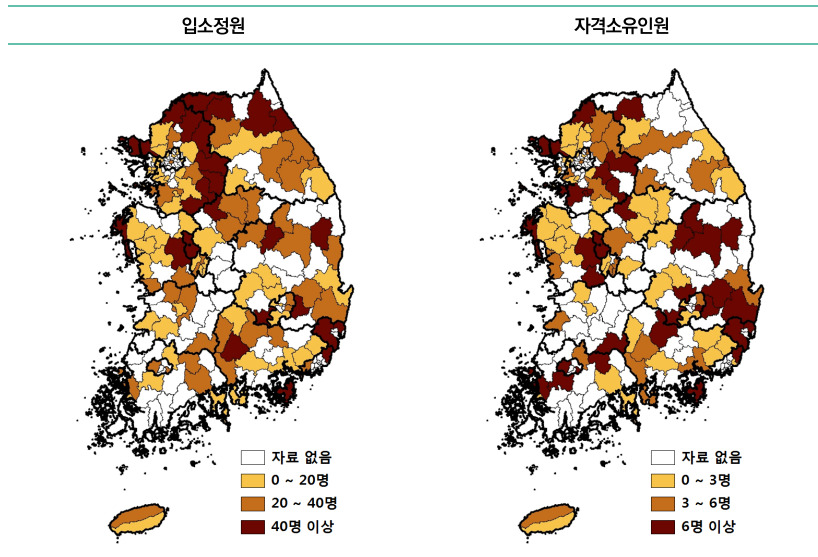 입소정원
자격소유인원
자료 없음
0 ~ 20명
20 ~ 40명
40명 이상
자료 없음
0 ~ 3명
3 ~ 6명
6명 이상